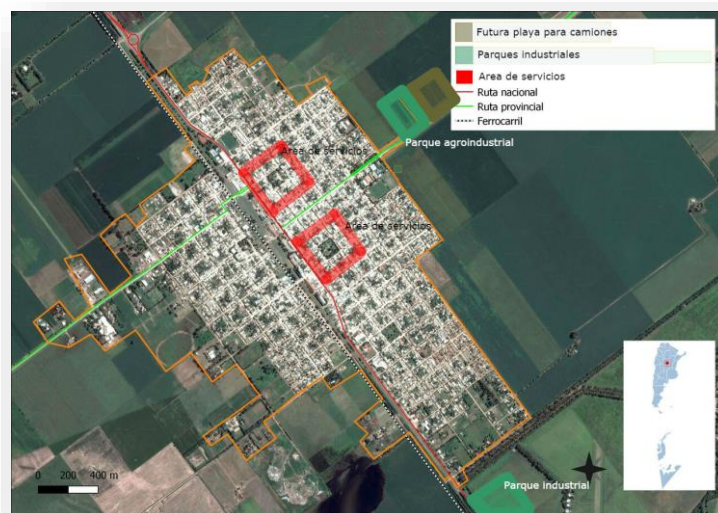 Futura playa para camiones
Parques industriales
Area de servicios
Ruta nacional
Ruta provincial
Ferrocarril
Parque agroindustrial
Area de servicios
Area de servicios
Parque industrial
0 200 400 m